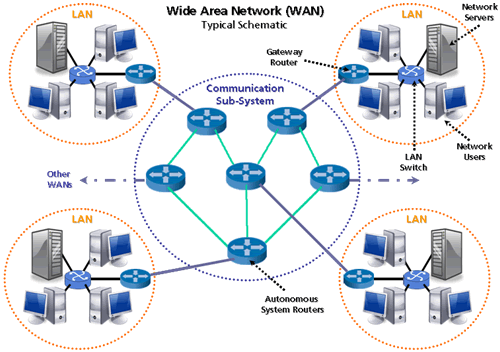 Wide Area Network (WAN)
Typical Schematic
LAN
LAN
Network
Servers
Gateway
Router
Communication
Sub-System
LAN
Switch
Network
Users
Other
WANs
LAN
LAN
Autonomous
System Routers